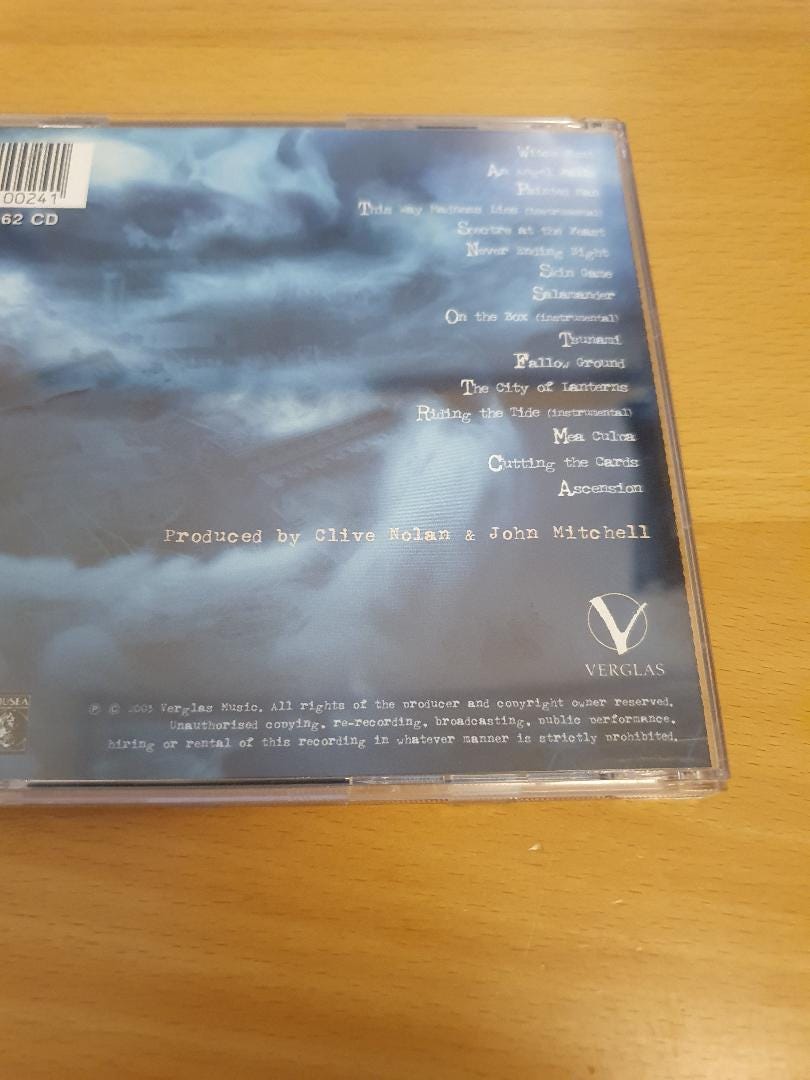 00241
62 CD
Witch Hunt
An Angel Falls
Painted Man
This Way Madness Lies (instrumental)
Spectre at the Feast
Never Ending Night
Skin Game
Salamander
On the Box (instrumental)
Tsunami
Fallow Ground
The City of Lanterns
Riding the Tide (instrumental)
Mea Culpa
Cutting the Cards
Ascension
Produced by Clive Nolan & John Mitchell
V
VERGLAS
USEA
℗ © 2003 Verglas Music. All rights of the producer and copyright owner reserved.
Unauthorised copying, re-recording, broadcasting, public performance,
hiring or rental of this recording in whatever manner is strictly prohibited.